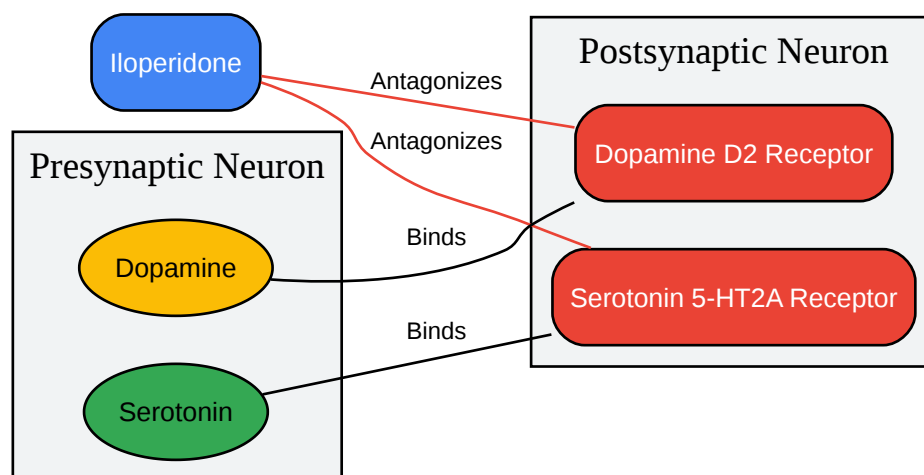 Iloperidone
Postsynaptic Neuron
Antagonizes
Antagonizes
Dopamine D2 Receptor
Presynaptic Neuron
Binds
Dopamine
Serotonin 5-HT2A Receptor
Binds
Serotonin